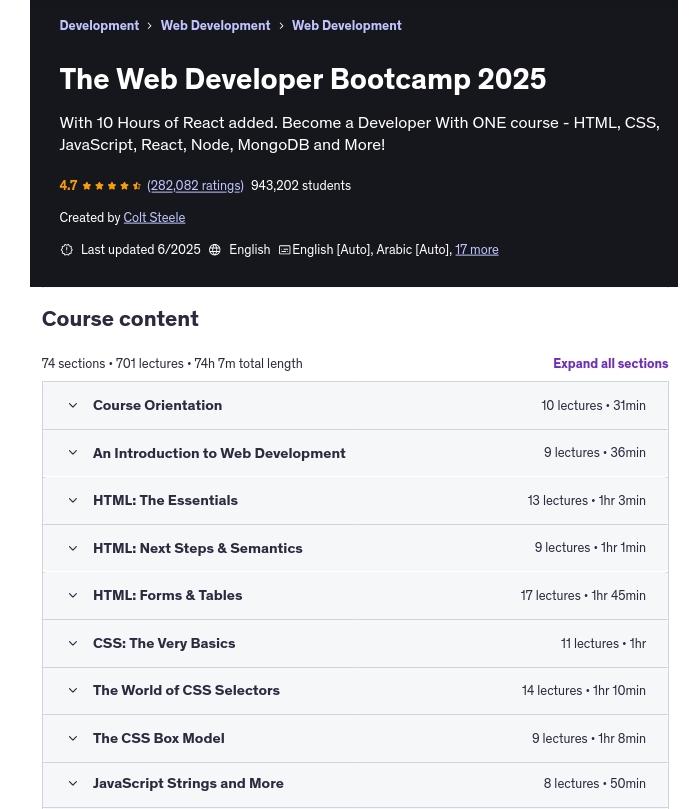 Development › Web Development › Web Development
The Web Developer Bootcamp 2025
With 10 Hours of React added. Become a Developer With ONE course - HTML, CSS,
JavaScript, React, Node, MongoDB and More!
4.7 (282,082 ratings) 943,202 students
Created by Colt Steele
Last updated 6/2025 English English [Auto], Arabic [Auto], 17 more
Course content
74 sections • 701 lectures • 74h 7m total length Expand all sections
Course Orientation 10 lectures • 31min
An Introduction to Web Development 9 lectures • 36min
HTML: The Essentials 13 lectures • 1hr 3min
HTML: Next Steps & Semantics 9 lectures • 1hr 1min
HTML: Forms & Tables 17 lectures • 1hr 45min
CSS: The Very Basics 11 lectures • 1hr
The World of CSS Selectors 14 lectures • 1hr 10min
The CSS Box Model 9 lectures • 1hr 8min
JavaScript Strings and More 8 lectures • 50min